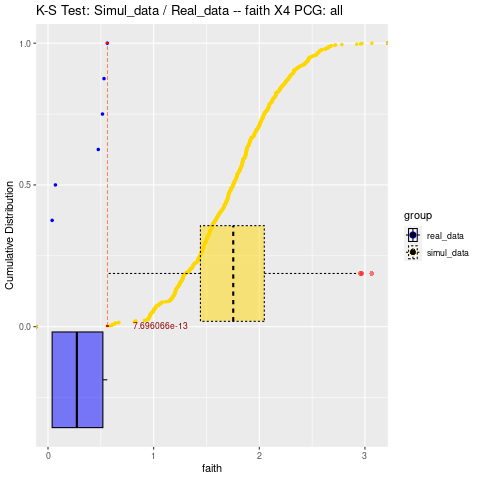 K-S Test: Simul_data / Real_data -- faith X4 PCG: all
Cumulative Distribution
1.0
0.5
0.0
7.696066e-13
0
1
2
3
faith
group
real_data
simul_data